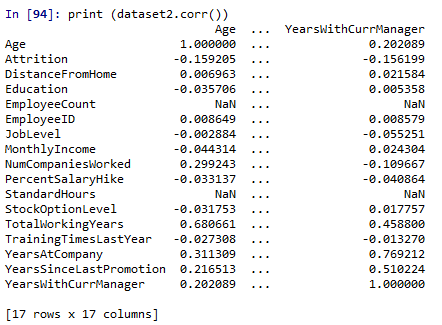 In [94]: print (dataset2.corr())
                              Age  ...  YearsWithCurrManager
Age                      1.000000  ...              0.202089
Attrition               -0.159205  ...             -0.156199
DistanceFromHome         0.006963  ...              0.021584
Education               -0.035706  ...              0.005358
EmployeeCount                 NaN  ...                   NaN
EmployeeID               0.008649  ...              0.008579
JobLevel                -0.002884  ...             -0.055251
MonthlyIncome           -0.044314  ...              0.024304
NumCompaniesWorked       0.299243  ...             -0.109667
PercentSalaryHike       -0.033137  ...             -0.040864
StandardHours                 NaN  ...                   NaN
StockOptionLevel        -0.031753  ...              0.017757
TotalWorkingYears        0.680661  ...              0.458800
TrainingTimesLastYear   -0.027308  ...             -0.013270
YearsAtCompany           0.311309  ...              0.769212
YearsSinceLastPromotion  0.216513  ...              0.510224
YearsWithCurrManager     0.202089  ...              1.000000
[17 rows x 17 columns]